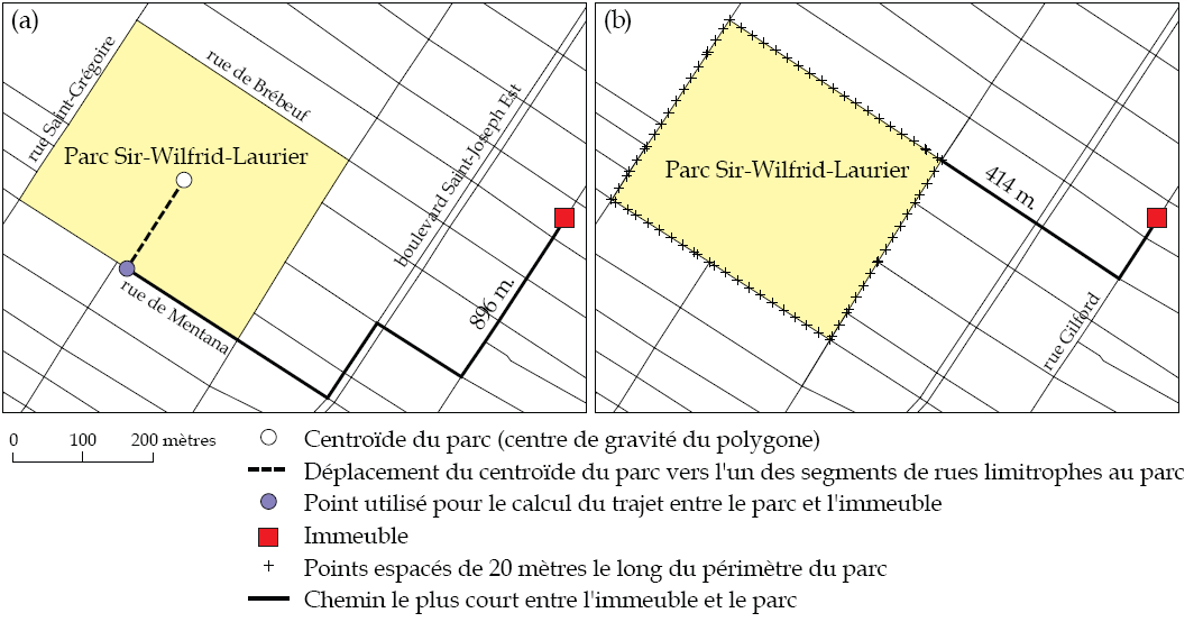 (a)
rue Saint-Grégoire
rue de Brébeuf
Parc Sir-Wilfrid-Laurier
boulevard Saint-Joseph Est
rue de Mentana
896 m.
(b)
Parc Sir-Wilfrid-Laurier
414 m.
rue Gilford
0 100 200 mètres
Centroïde du parc (centre de gravité du polygone)
Déplacement du centroïde du parc vers l'un des segments de rues limitrophes au parc
Point utilisé pour le calcul du trajet entre le parc et l'immeuble
Immeuble
Points espacés de 20 mètres le long du périmètre du parc
Chemin le plus court entre l'immeuble et le parc